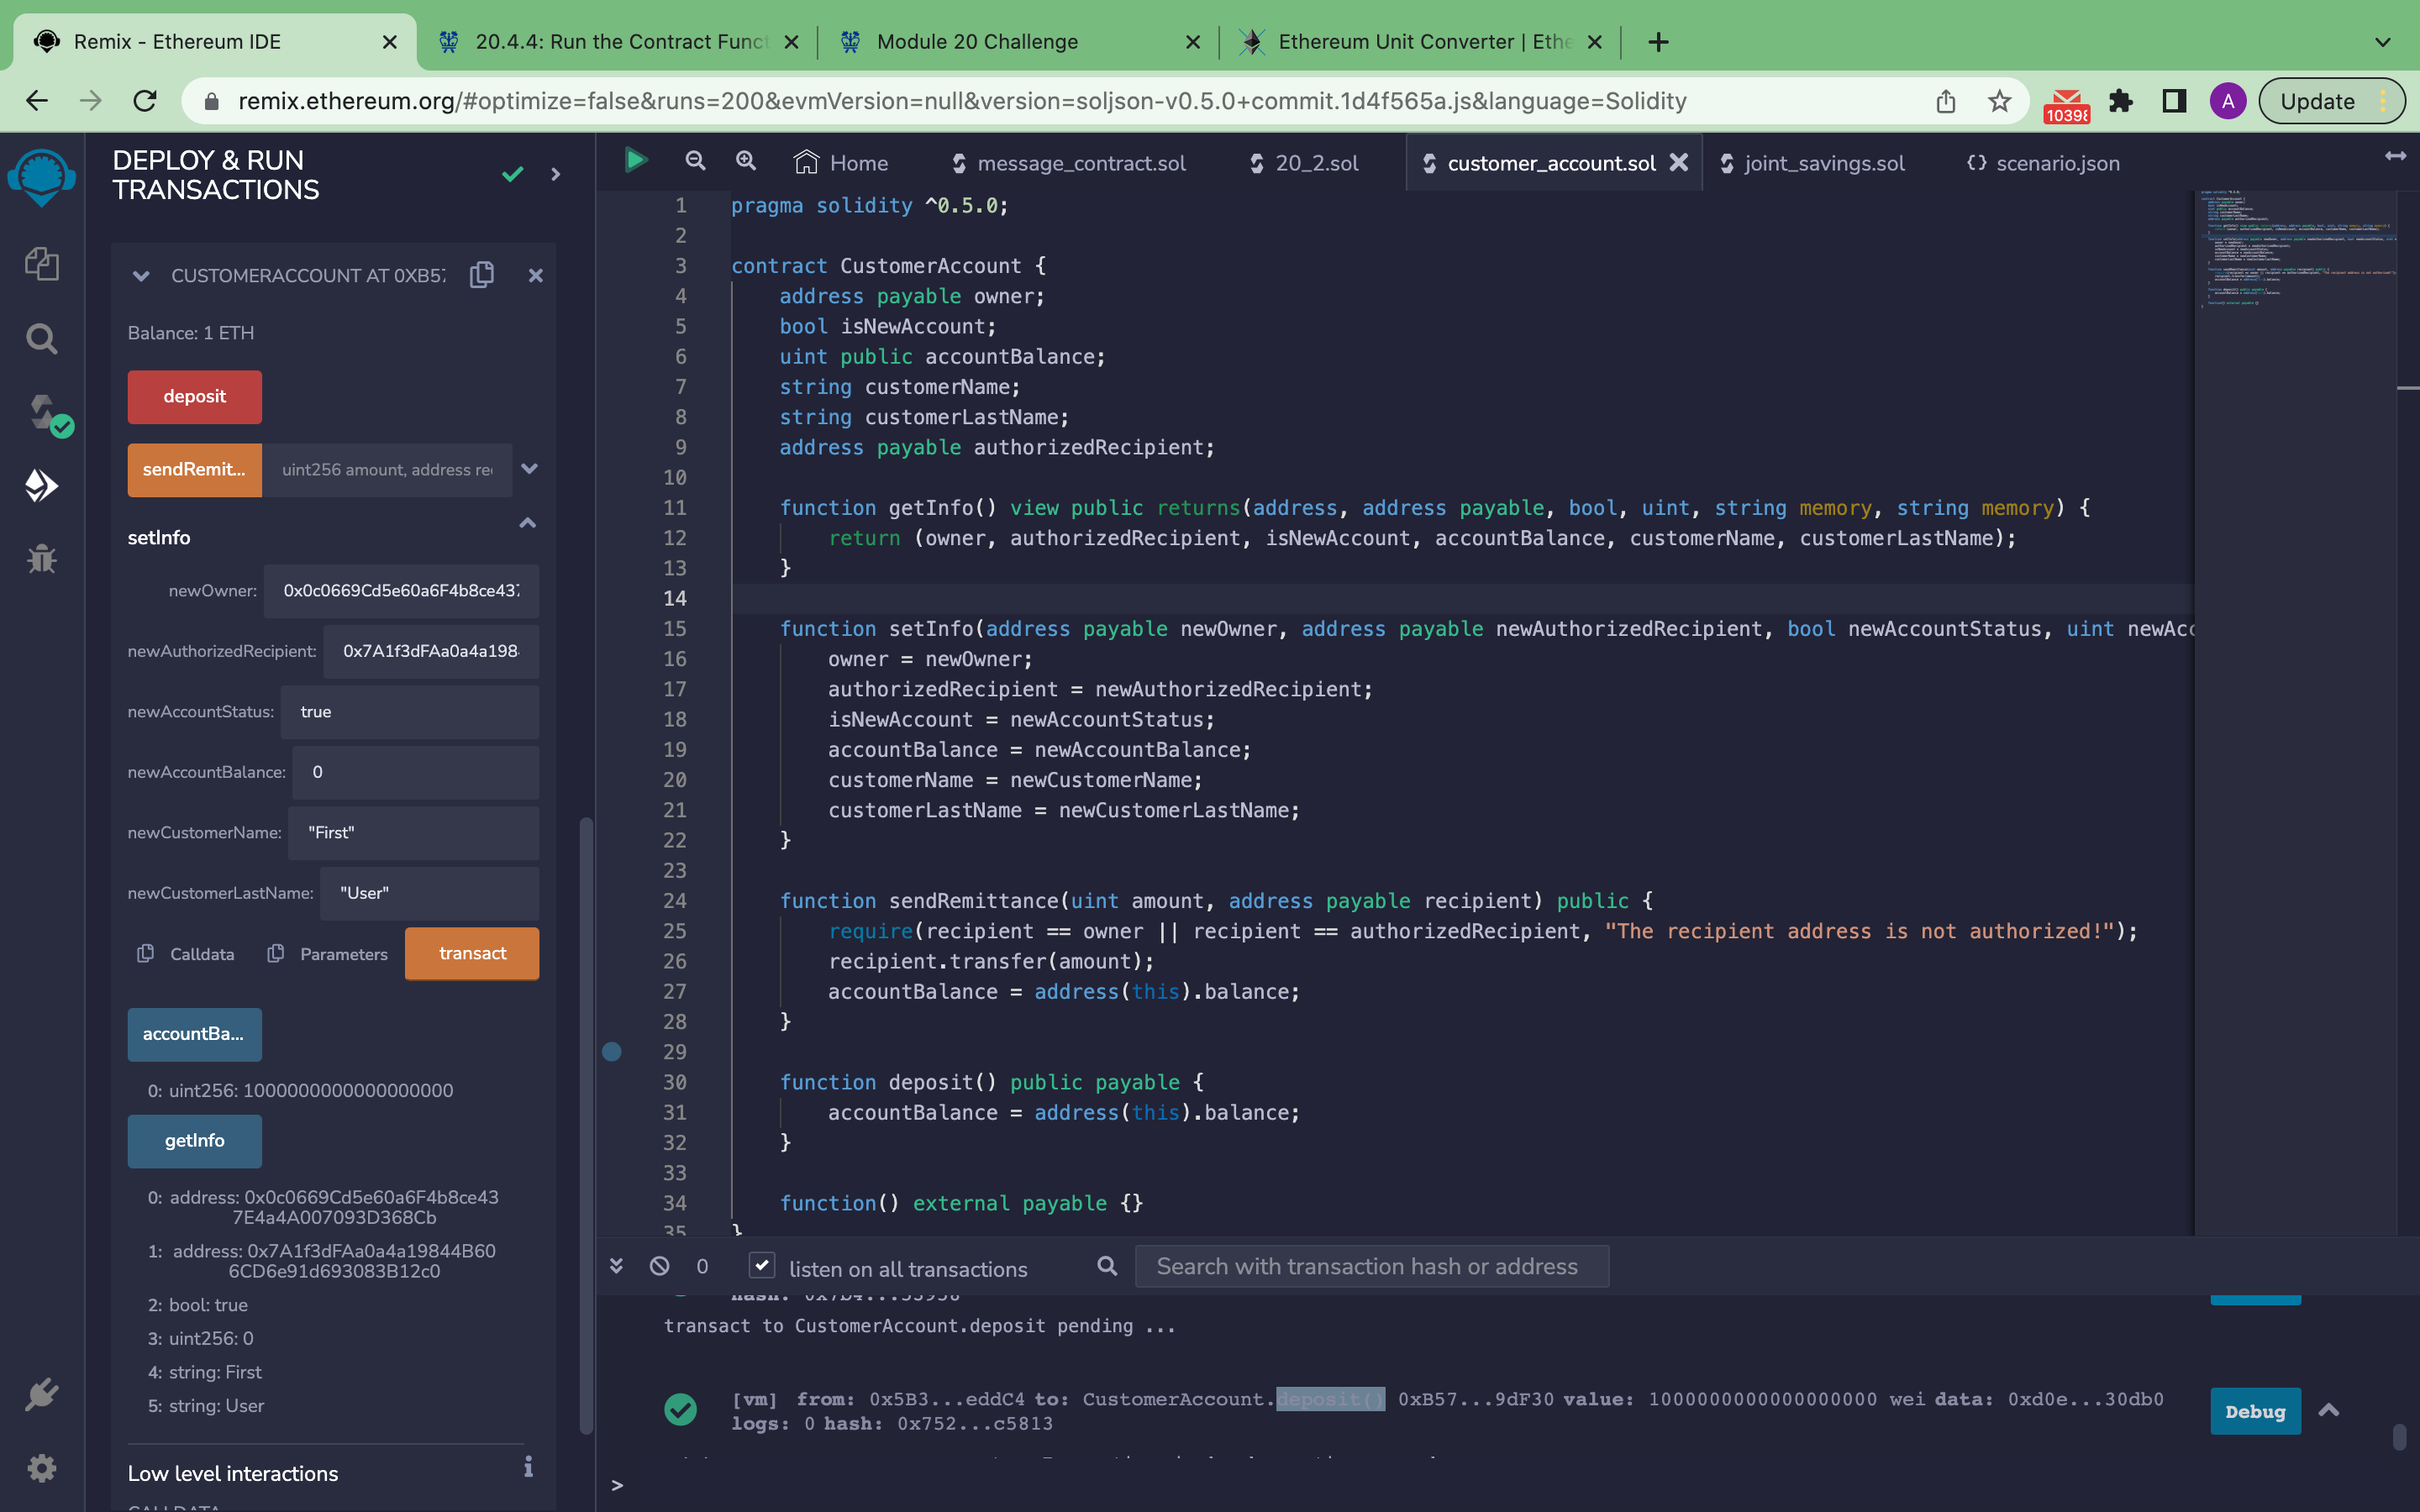 Remix - Ethereum IDE
20.4.4: Run the Contract Funct
Module 20 Challenge
Ethereum Unit Converter | Ethe
remix.ethereum.org/#optimize=false&runs=200&evmVersion=null&version=soljson-v0.5.0+commit.1d4f565a.js&language=Solidity
10398
A
Update
DEPLOY & RUN
TRANSACTIONS
CUSTOMERACCOUNT AT 0XB57
Balance: 1 ETH
deposit
sendRemit...
uint256 amount, address rec
setInfo
newOwner: 0x0c0669Cd5e60a6F4b8ce437
newAuthorizedRecipient: 0x7A1f3dFAa0a4a1984
newAccountStatus: true
newAccountBalance: 0
newCustomerName: "First"
newCustomerLastName: "User"
Calldata
Parameters
transact
accountBa...
0: uint256: 1000000000000000000
getInfo
0: address: 0x0c0669Cd5e60a6F4b8ce43
7E4a4A007093D368Cb
1: address: 0x7A1f3dFAa0a4a19844B60
6CD6e91d693083B12c0
2: bool: true
3: uint256: 0
4: string: First
5: string: User
Low level interactions
CALLDATA
Home
message_contract.sol
20_2.sol
customer_account.sol
joint_savings.sol
scenario.json
1 pragma solidity ^0.5.0;
2
3 contract CustomerAccount {
4 address payable owner;
5 bool isNewAccount;
6 uint public accountBalance;
7 string customerName;
8 string customerLastName;
9 address payable authorizedRecipient;
10
11 function getInfo() view public returns(address, address payable, bool, uint, string memory, string memory) {
12 return (owner, authorizedRecipient, isNewAccount, accountBalance, customerName, customerLastName);
13 }
14
15 function setInfo(address payable newOwner, address payable newAuthorizedRecipient, bool newAccountStatus, uint newAcc
16 owner = newOwner;
17 authorizedRecipient = newAuthorizedRecipient;
18 isNewAccount = newAccountStatus;
19 accountBalance = newAccountBalance;
20 customerName = newCustomerName;
21 customerLastName = newCustomerLastName;
22 }
23
24 function sendRemittance(uint amount, address payable recipient) public {
25 require(recipient == owner || recipient == authorizedRecipient, "The recipient address is not authorized!");
26 recipient.transfer(amount);
27 accountBalance = address(this).balance;
28 }
29
30 function deposit() public payable {
31 accountBalance = address(this).balance;
32 }
33
34 function() external payable {}
35 }
0
listen on all transactions
Search with transaction hash or address
hash: 0x7b4...53958
transact to CustomerAccount.deposit pending ...
[vm] from: 0x5B3...eddC4 to: CustomerAccount.deposit() 0xB57...9dF30 value: 1000000000000000000 wei data: 0xd0e...30db0
logs: 0 hash: 0x752...c5813
Debug
>